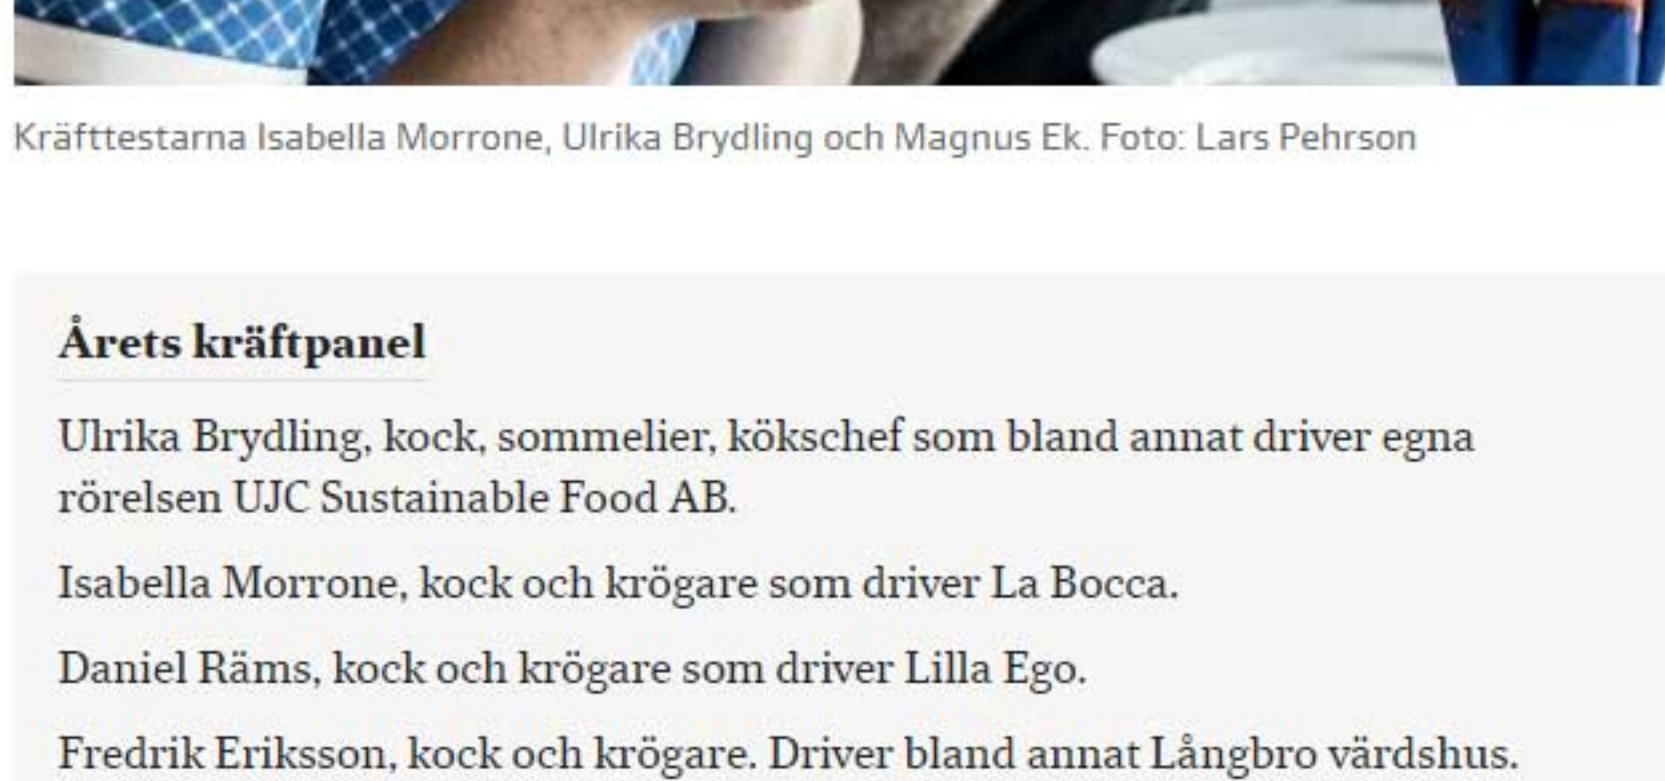 Kräfttestarna Isabella Morrone, Ulrika Brydling och Magnus Ek. Foto: Lars Pehrson
Årets kräftpanel
Ulrika Brydling, kock, sommelier, kökschef som bland annat driver egna
rörelsen UJC Sustainable Food AB.
Isabella Morrone, kock och krögare som driver La Bocca.
Daniel Räms, kock och krögare som driver Lilla Ego.
Fredrik Eriksson, kock och krögare. Driver bland annat Långbro värdshus.